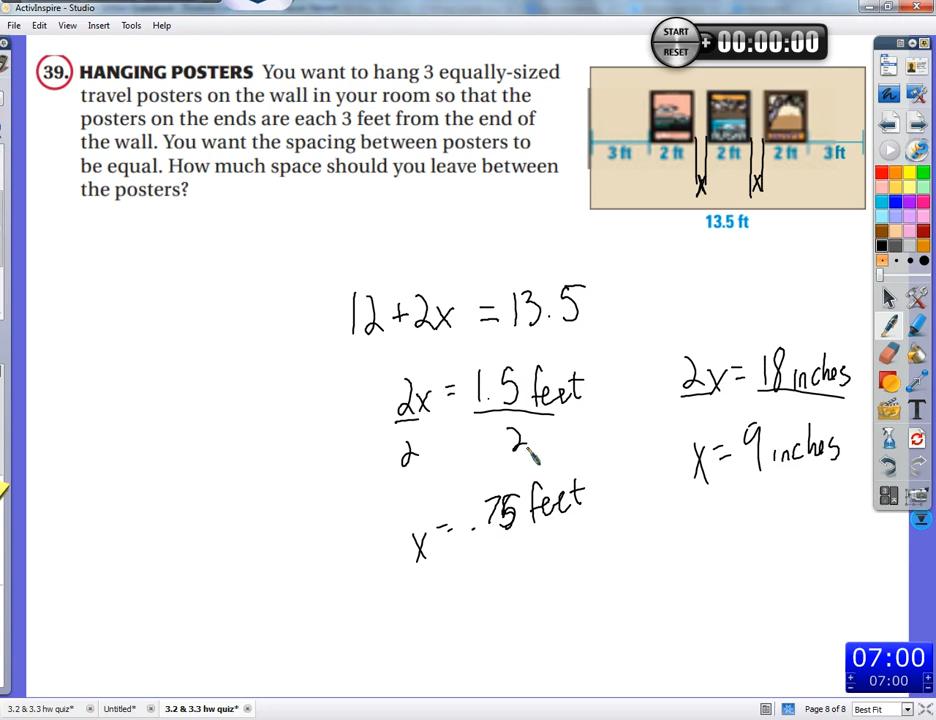 ActivInspire - Studio
File Edit View Insert Tools Help
START
RESET
+ 00:00:00
39. HANGING POSTERS You want to hang 3 equally-sized
travel posters on the wall in your room so that the
posters on the ends are each 3 feet from the end of
the wall. You want the spacing between posters to
be equal. How much space should you leave between
the posters?
3 ft 2 ft 2 ft 2 ft 3 ft
x x
13.5 ft
12 + 2x = 13.5
2x = 1.5 feet
2 2
x = .75 feet
2x = 18 inches
x = 9 inches
T
07:00
07:00
3.2 & 3.3 hw quiz* Untitled* 3.2 & 3.3 hw quiz* Page 8 of 8 Best Fit